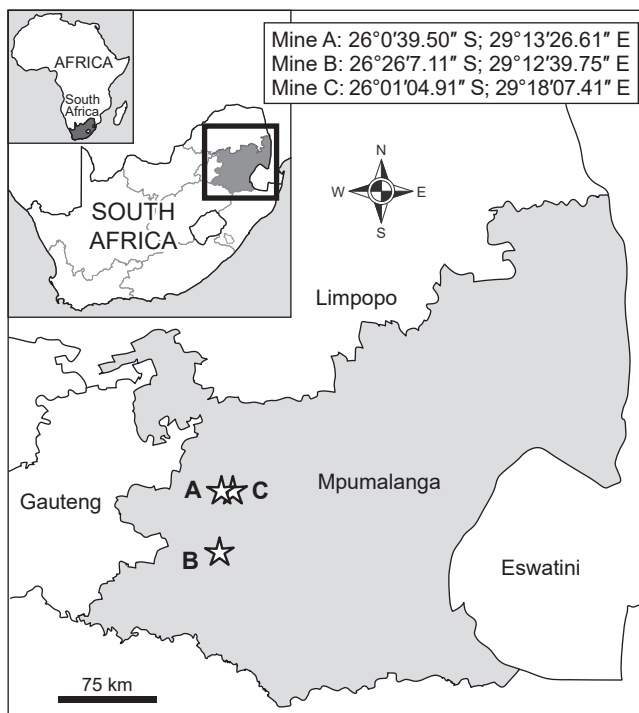 AFRICA
South
Africa
Mine A: 26°0′39.50″ S; 29°13′26.61″ E
Mine B: 26°26′7.11″ S; 29°12′39.75″ E
Mine C: 26°01′04.91″ S; 29°18′07.41″ E
SOUTH
AFRICA
N
W E
S
Limpopo
Gauteng
A C
Mpumalanga
B
Eswatini
75 km